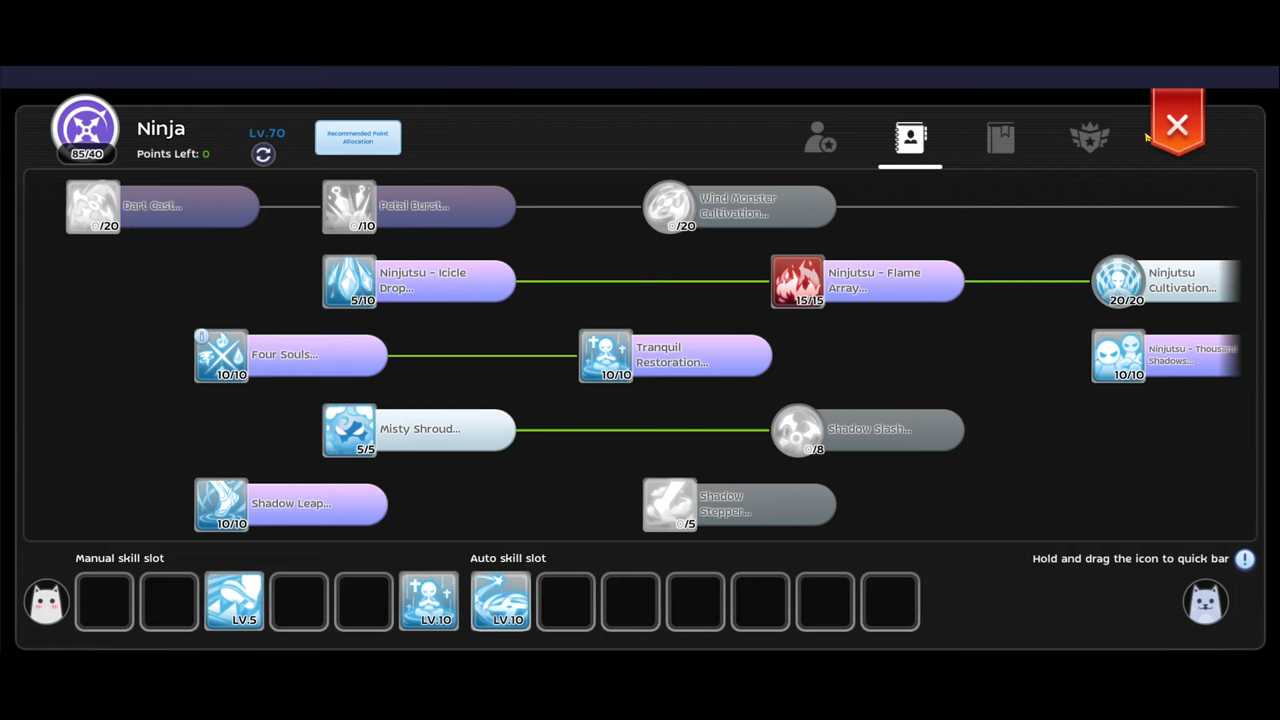 Ninja
Lv.70
Recommended Point
Allocation
85/40
Points Left: 0
Dart Cast...
0/20
Petal Burst...
0/10
Wind Monster
Cultivation...
0/20
Ninjutsu - Icicle
Drop...
5/10
Ninjutsu - Flame
Array...
15/15
Ninjutsu
Cultivation...
20/20
Four Souls...
10/10
Tranquil
Restoration...
10/10
Ninjutsu - Thousand
Shadows...
10/10
Misty Shroud...
5/5
Shadow Slash...
0/8
Shadow Leap...
10/10
Shadow
Stepper...
0/5
Manual skill slot
Auto skill slot
Hold and drag the icon to quick bar
LV.5
LV.10
LV.10